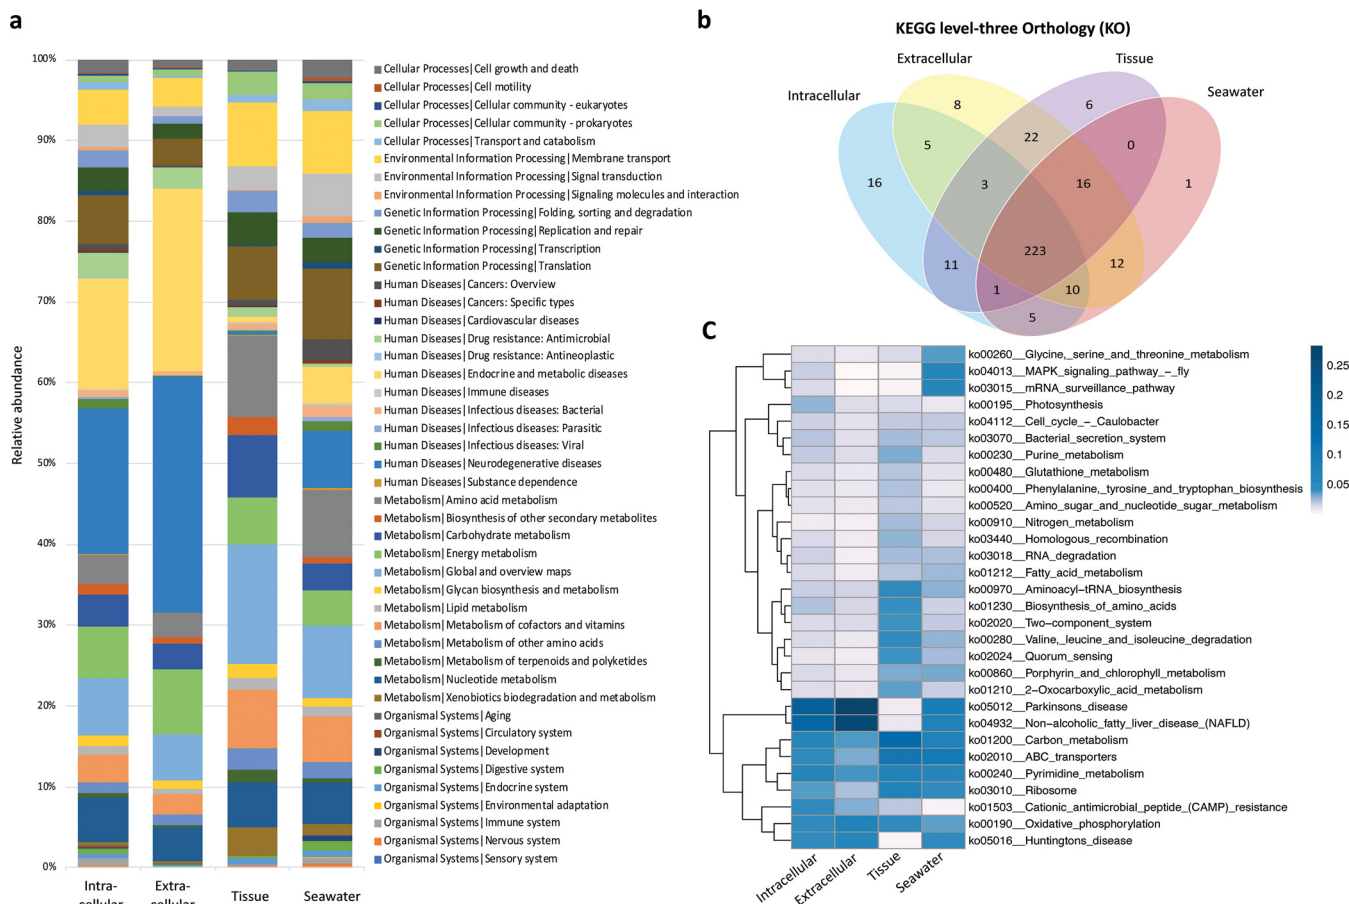 a
Relative abundance
100%
90%
80%
70%
60%
50%
40%
30%
20%
10%
0%
Intra-
cellular
Extra-
cellular
Tissue
Seawater
Cellular Processes|Cell growth and death
Cellular Processes|Cell motility
Cellular Processes|Cellular community - eukaryotes
Cellular Processes|Cellular community - prokaryotes
Cellular Processes|Transport and catabolism
Environmental Information Processing|Membrane transport
Environmental Information Processing|Signal transduction
Environmental Information Processing|Signaling molecules and interaction
Genetic Information Processing|Folding, sorting and degradation
Genetic Information Processing|Replication and repair
Genetic Information Processing|Transcription
Genetic Information Processing|Translation
Human Diseases|Cancers: Overview
Human Diseases|Cancers: Specific types
Human Diseases|Cardiovascular diseases
Human Diseases|Drug resistance: Antimicrobial
Human Diseases|Drug resistance: Antineoplastic
Human Diseases|Endocrine and metabolic diseases
Human Diseases|Immune diseases
Human Diseases|Infectious diseases: Bacterial
Human Diseases|Infectious diseases: Parasitic
Human Diseases|Infectious diseases: Viral
Human Diseases|Neurodegenerative diseases
Human Diseases|Substance dependence
Metabolism|Amino acid metabolism
Metabolism|Biosynthesis of other secondary metabolites
Metabolism|Carbohydrate metabolism
Metabolism|Energy metabolism
Metabolism|Global and overview maps
Metabolism|Glycan biosynthesis and metabolism
Metabolism|Lipid metabolism
Metabolism|Metabolism of cofactors and vitamins
Metabolism|Metabolism of other amino acids
Metabolism|Metabolism of terpenoids and polyketides
Metabolism|Nucleotide metabolism
Metabolism|Xenobiotics biodegradation and metabolism
Organismal Systems|Aging
Organismal Systems|Circulatory system
Organismal Systems|Development
Organismal Systems|Digestive system
Organismal Systems|Endocrine system
Organismal Systems|Environmental adaptation
Organismal Systems|Immune system
Organismal Systems|Nervous system
Organismal Systems|Sensory system
b
KEGG level-three Orthology (KO)
Extracellular
Tissue
Intracellular
Seawater
8
6
22
5
0
16
3
16
1
223
11
12
1
10
5
C
ko00260__Glycine,_serine_and_threonine_metabolism
ko04013__MAPK_signaling_pathway_-_fly
ko03015__mRNA_surveillance_pathway
ko00195__Photosynthesis
ko04112__Cell_cycle_-_Caulobacter
ko03070__Bacterial_secretion_system
ko00230__Purine_metabolism
ko00480__Glutathione_metabolism
ko00400__Phenylalanine,_tyrosine_and_tryptophan_biosynthesis
ko00520__Amino_sugar_and_nucleotide_sugar_metabolism
ko00910__Nitrogen_metabolism
ko03440__Homologous_recombination
ko03018__RNA_degradation
ko01212__Fatty_acid_metabolism
ko00970__Aminoacyl-tRNA_biosynthesis
ko01230__Biosynthesis_of_amino_acids
ko02020__Two-component_system
ko00280__Valine,_leucine_and_isoleucine_degradation
ko02024__Quorum_sensing
ko00860__Porphyrin_and_chlorophyll_metabolism
ko01210__2-Oxocarboxylic_acid_metabolism
ko05012__Parkinsons_disease
ko04932__Non-alcoholic_fatty_liver_disease_(NAFLD)
ko01200__Carbon_metabolism
ko02010__ABC_transporters
ko00240__Pyrimidine_metabolism
ko03010__Ribosome
ko01503__Cationic_antimicrobial_peptide_(CAMP)_resistance
ko00190__Oxidative_phosphorylation
ko05016__Huntingtons_disease
Intracellular
Extracellular
Tissue
Seawater
0.25
0.2
0.15
0.1
0.05